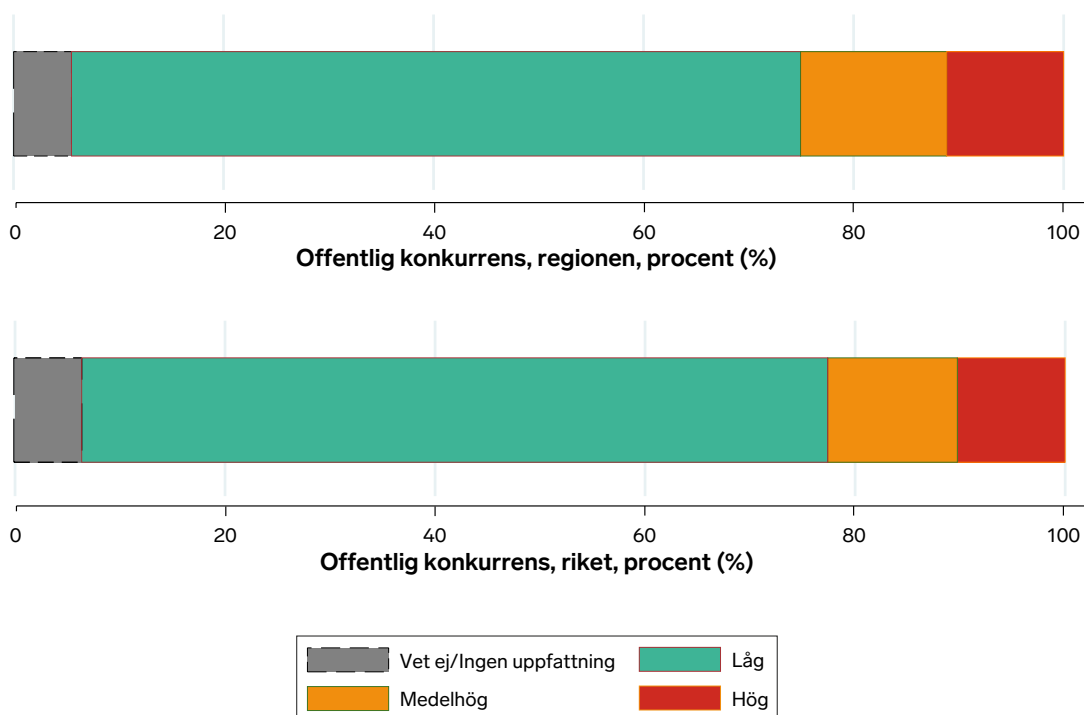 0 20 40 60 80 100
Offentlig konkurrens, regionen, procent (%)
0 20 40 60 80 100
Offentlig konkurrens, riket, procent (%)
Vet ej/Ingen uppfattning Låg
Medelhög Hög